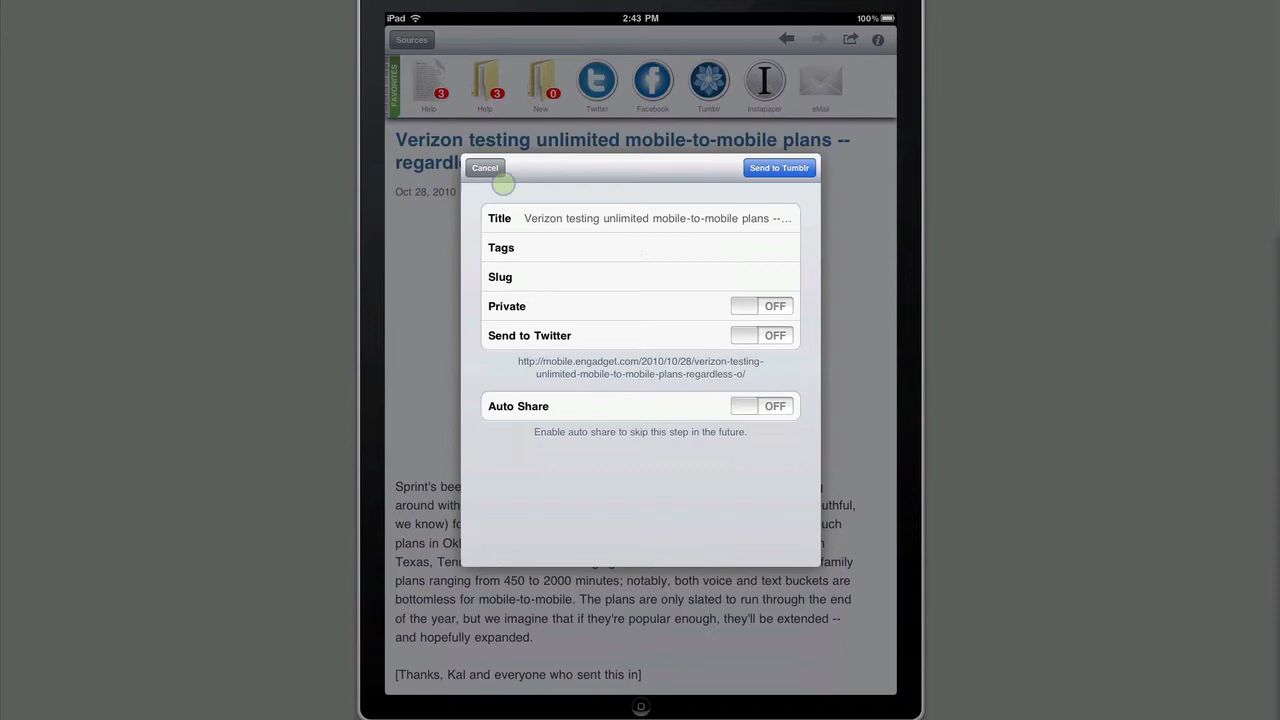 iPad 2:43 PM 100%
Sources
FAVORITES
3 3 0
Help Help New Twitter Facebook Tumblr Instapaper eMail
Verizon testing unlimited mobile-to-mobile plans --
regardl
Oct 28, 2010
Cancel Send to Tumblr
Title Verizon testing unlimited mobile-to-mobile plans --...
Tags
Slug
Private OFF
Send to Twitter OFF
http://mobile.engadget.com/2010/10/28/verizon-testing-
unlimited-mobile-to-mobile-plans-regardless-o/
Auto Share OFF
Enable auto share to skip this step in the future.
Sprint's bee g
around with uthful,
we know) fo uch
plans in Okl n
Texas, Tenn family
plans ranging from 450 to 2000 minutes; notably, both voice and text buckets are
bottomless for mobile-to-mobile. The plans are only slated to run through the end
of the year, but we imagine that if they're popular enough, they'll be extended --
and hopefully expanded.
[Thanks, Kal and everyone who sent this in]